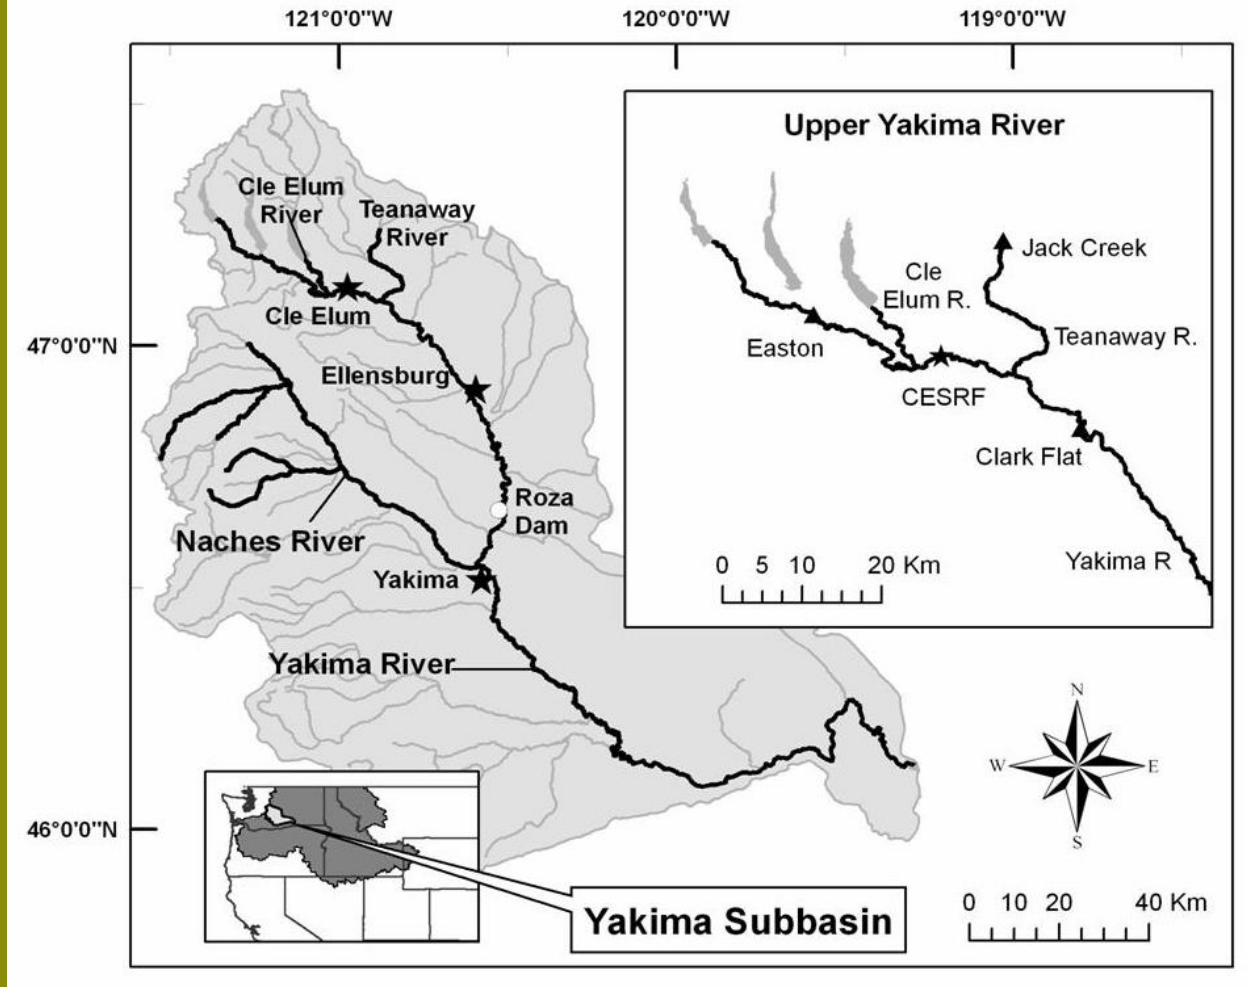 121°0'0"W
120°0'0"W
119°0'0"W
47°0'0"N
46°0'0"N
Cle Elum
River
Teanaway
River
Cle Elum
Ellensburg
Roza
Dam
Naches River
Yakima
Yakima River
Upper Yakima River
Jack Creek
Cle
Elum R.
Teanaway R.
Easton
CESRF
Clark Flat
Yakima R
0 5 10 20 Km
N
W E
S
0 10 20 40 Km
Yakima Subbasin